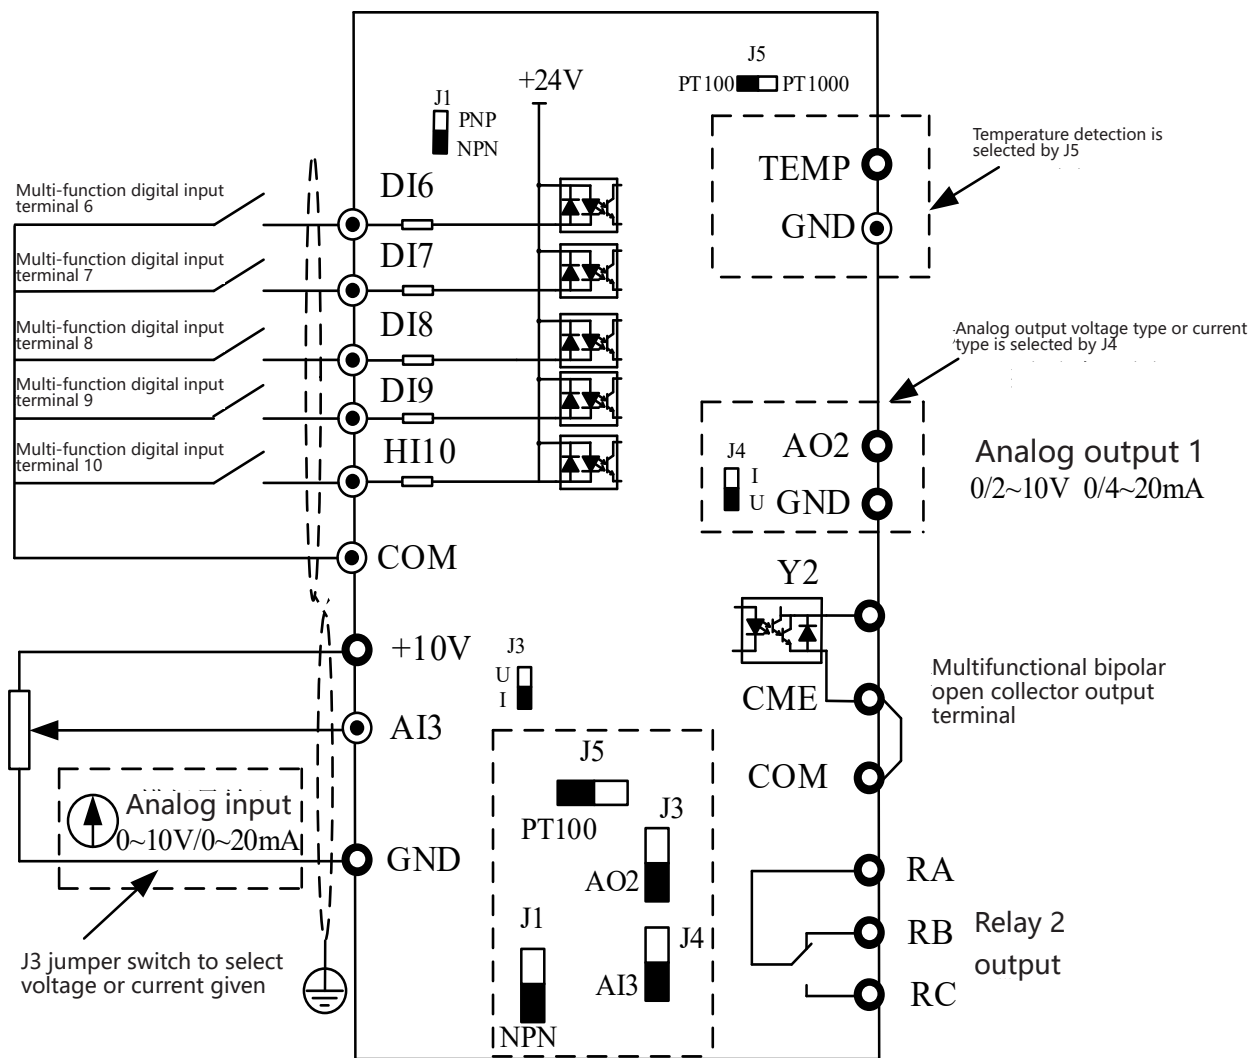 J5
PT100 PT1000
+24V
J1
PNP
NPN
Temperature detection is
selected by J5
TEMP
GND
Multi-function digital input
terminal 6
DI6
Multi-function digital input
terminal 7
DI7
Multi-function digital input
terminal 8
DI8
Multi-function digital input
terminal 9
DI9
Multi-function digital input
terminal 10
HI10
COM
Analog output voltage type or current
type is selected by J4
J4
I
U
AO2
GND
Analog output 1
0/2~10V 0/4~20mA
Y2
CME
COM
Multifunctional bipolar
open collector output
terminal
+10V
J3
U
I
AI3
Analog input
0~10V/0~20mA
GND
J3 jumper switch to select
voltage or current given
J5
PT100
J3
AO2
J1
NPN
J4
AI3
RA
RB
RC
Relay 2
output